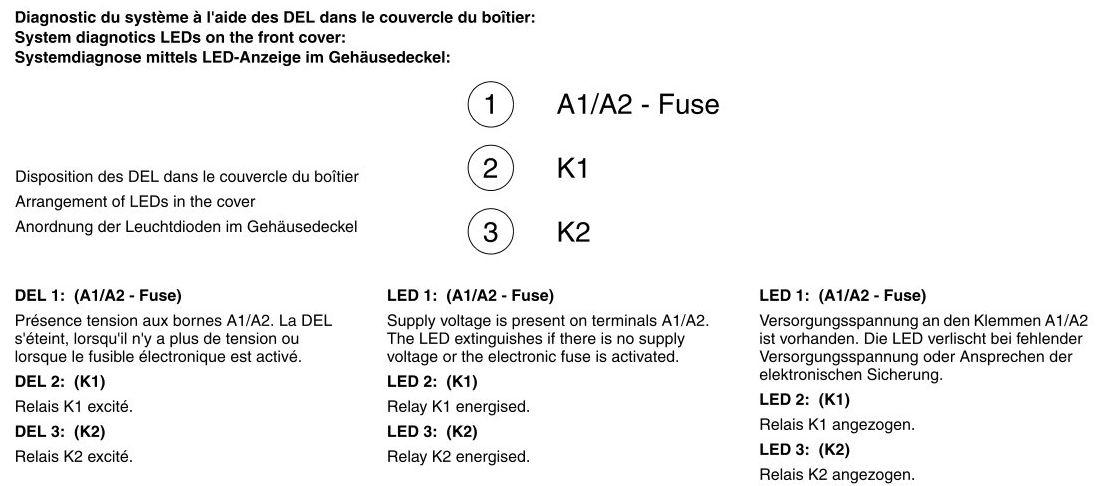 Diagnostic du système à l'aide des DEL dans le couvercle du boîtier:
System diagnotics LEDs on the front cover:
Systemdiagnose mittels LED-Anzeige im Gehäusedeckel:
1 A1/A2 - Fuse
2 K1
3 K2
Disposition des DEL dans le couvercle du boîtier
Arrangement of LEDs in the cover
Anordnung der Leuchtdioden im Gehäusedeckel
DEL 1: (A1/A2 - Fuse)
Présence tension aux bornes A1/A2. La DEL
s'éteint, lorsqu'il n'y a plus de tension ou
lorsque le fusible électronique est activé.
DEL 2: (K1)
Relais K1 excité.
DEL 3: (K2)
Relais K2 excité.
LED 1: (A1/A2 - Fuse)
Supply voltage is present on terminals A1/A2.
The LED extinguishes if there is no supply
voltage or the electronic fuse is activated.
LED 2: (K1)
Relay K1 energised.
LED 3: (K2)
Relay K2 energised.
LED 1: (A1/A2 - Fuse)
Versorgungsspannung an den Klemmen A1/A2
ist vorhanden. Die LED verlischt bei fehlender
Versorgungsspannung oder Ansprechen der
elektronischen Sicherung.
LED 2: (K1)
Relais K1 angezogen.
LED 3: (K2)
Relais K2 angezogen.